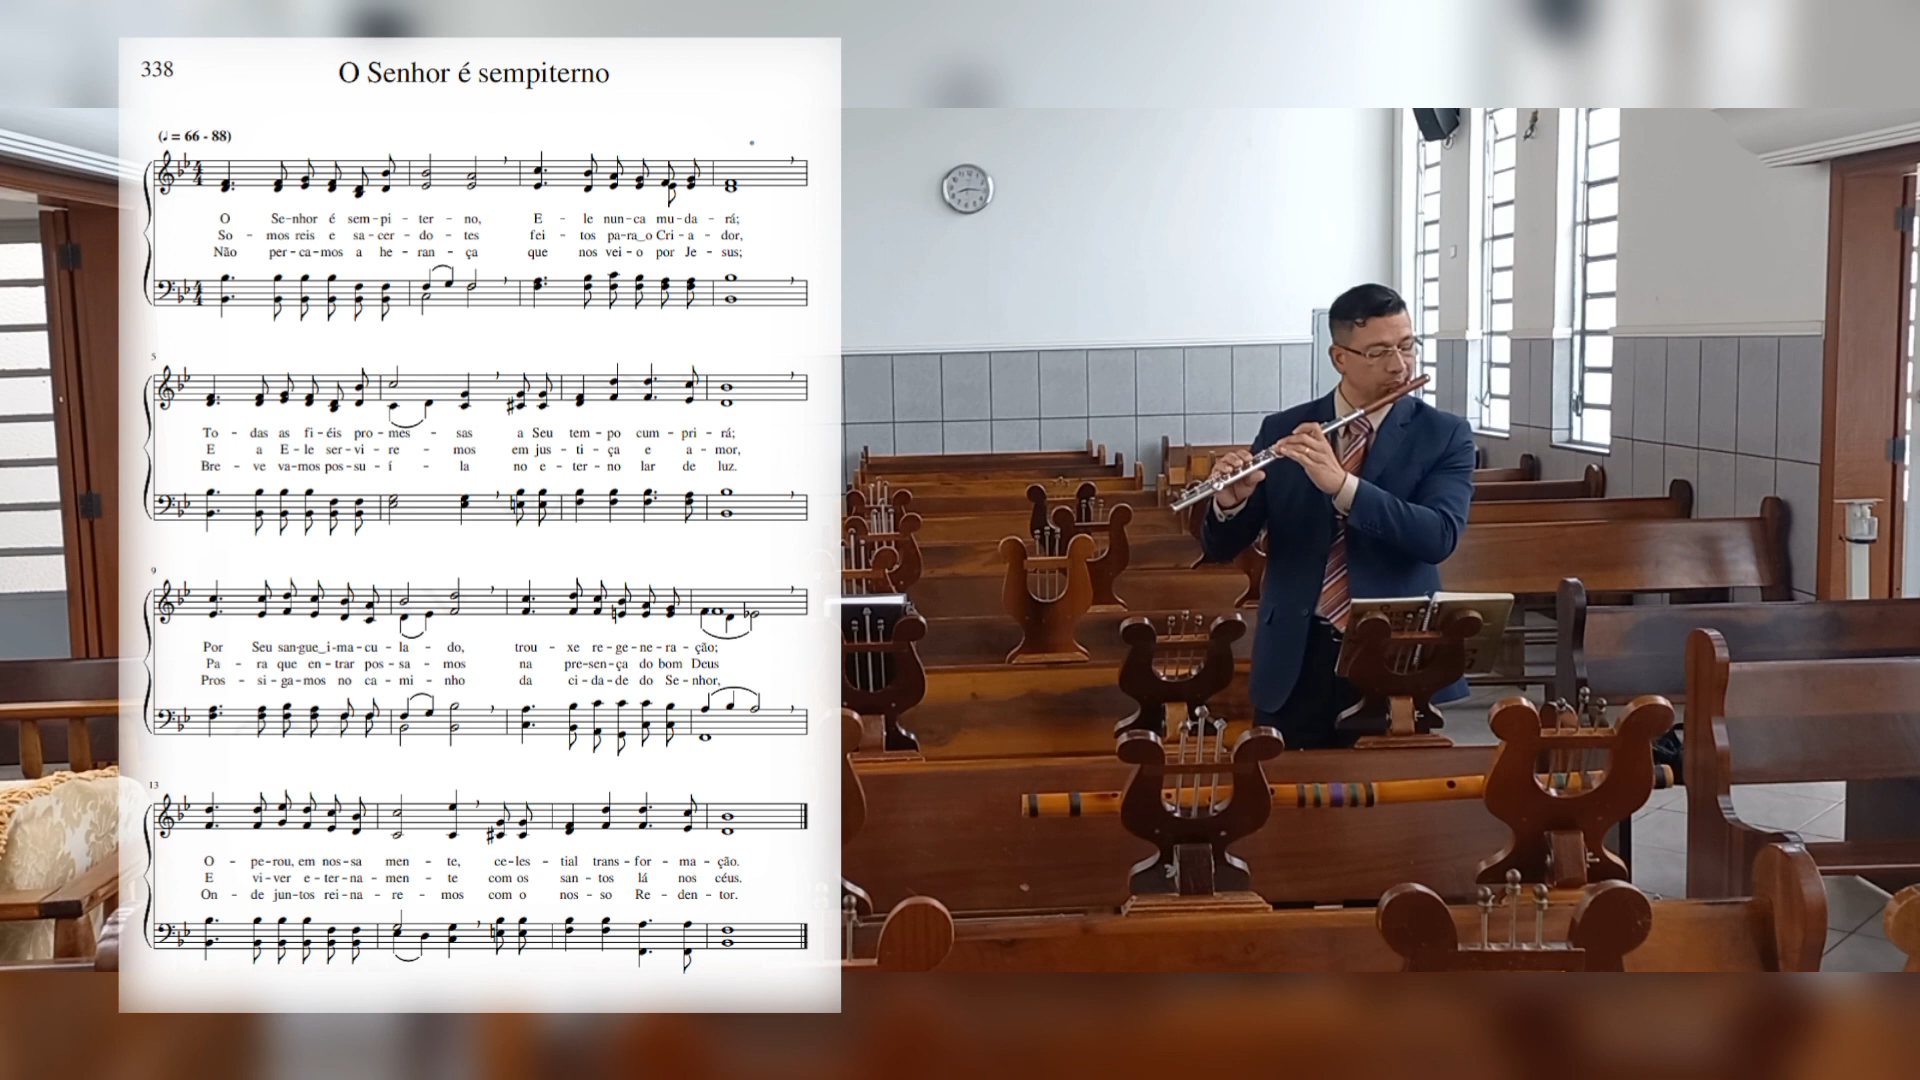 338
O Senhor é sempiterno
(♩ = 66 - 88)
O Se-nhor é sem-pi-ter-no, E-le nun-ca mu-da-rá;
So-mos reis e sa-cer-do-tes fei-tos pa-ra_o Cri-a-dor,
Não per-ca-mos a he-ran-ça que nos vei-o por Je-sus;
5
To-das as fi-éis pro-mes-sas a Seu tem-po cum-pri-rá;
E a E-le ser-vi-re-mos em jus-ti-ça e a-mor,
Bre-ve va-mos pos-su-í-la no e-ter-no lar de luz.
9
Por Seu san-gue_i-ma-cu-la-do, trou-xe re-ge-ne-ra-ção;
Pa-ra que en-trar pos-sa-mos na pre-sen-ça do bom Deus
Pros-si-ga-mos no ca-mi-nho da ci-da-de do Se-nhor,
13
O-pe-rou, em nos-sa men-te, ce-les-tial trans-for-ma-ção.
E vi-ver e-ter-na-men-te com os san-tos lá nos céus.
On-de jun-tos rei-na-re-mos com o nos-so Re-den-tor.